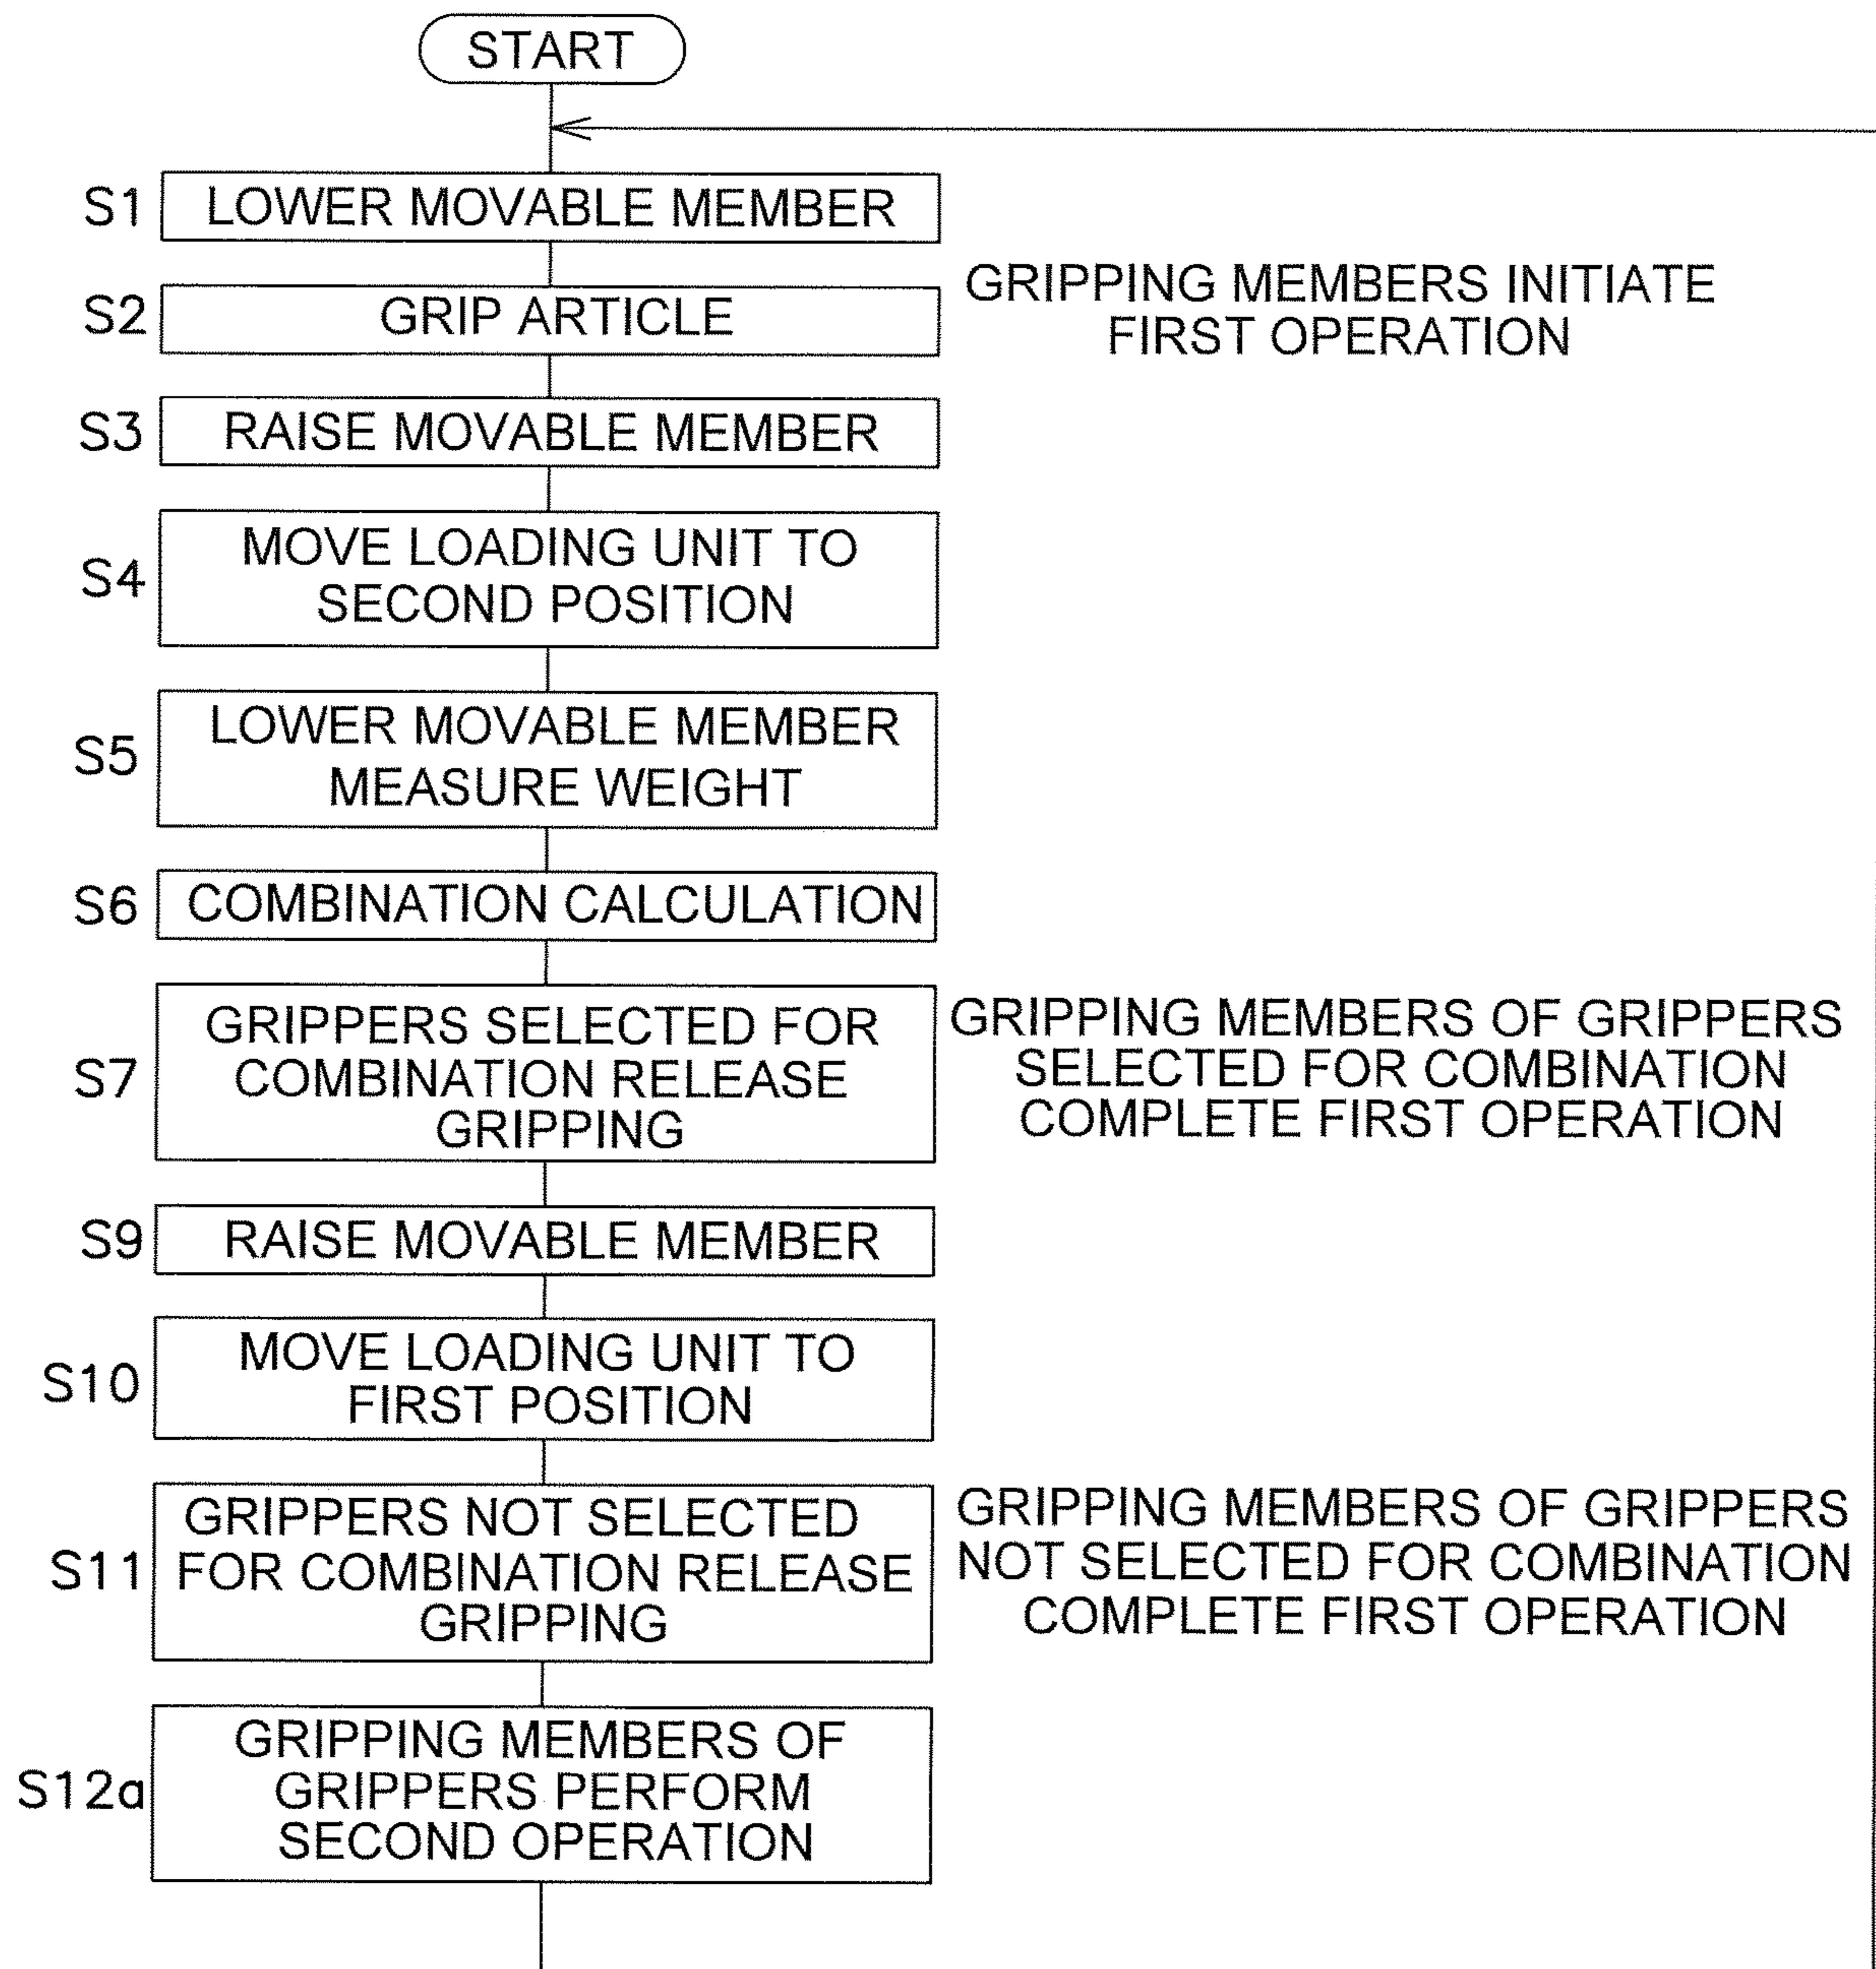 START
S1
LOWER MOVABLE MEMBER
S2
GRIP ARTICLE
GRIPPING MEMBERS INITIATE
FIRST OPERATION
S3
RAISE MOVABLE MEMBER
S4
MOVE LOADING UNIT TO
SECOND POSITION
S5
LOWER MOVABLE MEMBER
MEASURE WEIGHT
S6
COMBINATION CALCULATION
S7
GRIPPERS SELECTED FOR
COMBINATION RELEASE
GRIPPING
GRIPPING MEMBERS OF GRIPPERS
SELECTED FOR COMBINATION
COMPLETE FIRST OPERATION
S9
RAISE MOVABLE MEMBER
S10
MOVE LOADING UNIT TO
FIRST POSITION
S11
GRIPPERS NOT SELECTED
FOR COMBINATION RELEASE
GRIPPING
GRIPPING MEMBERS OF GRIPPERS
NOT SELECTED FOR COMBINATION
COMPLETE FIRST OPERATION
S12a
GRIPPING MEMBERS OF
GRIPPERS PERFORM
SECOND OPERATION